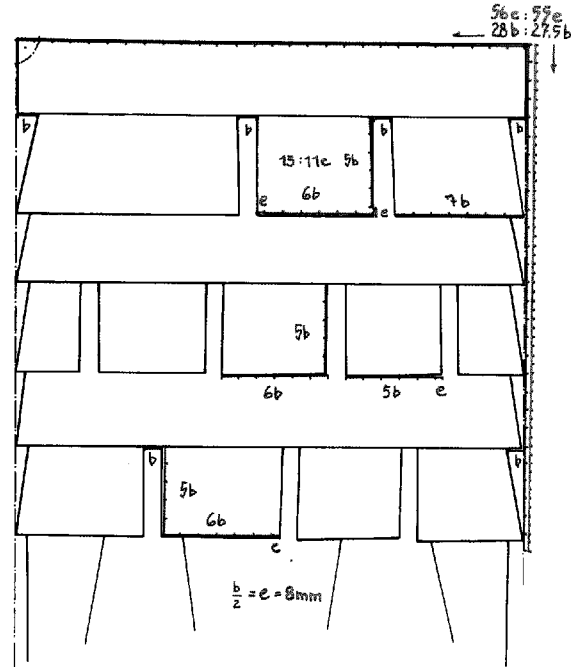 56e : 55e
28b : 27.5b
b b b b
15 : 11e 5b
6b
7b
e e
5b
6b 5b e
b b
5b
6b
e
b/2 = e = 8mm